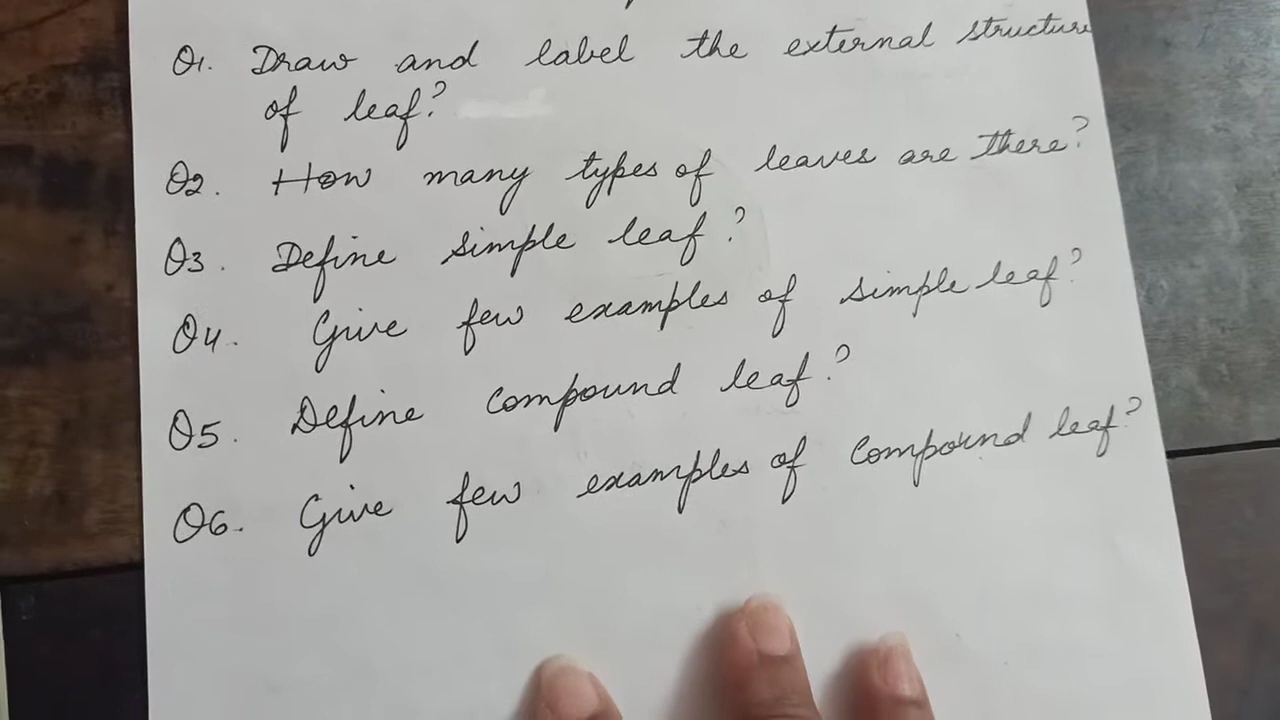 Q1. Draw and label the external structure
of leaf?
Q2. How many types of leaves are there?
Q3. Define simple leaf?
Q4. Give few examples of simple leaf?
Q5. Define compound leaf?
Q6. Give few examples of compound leaf?